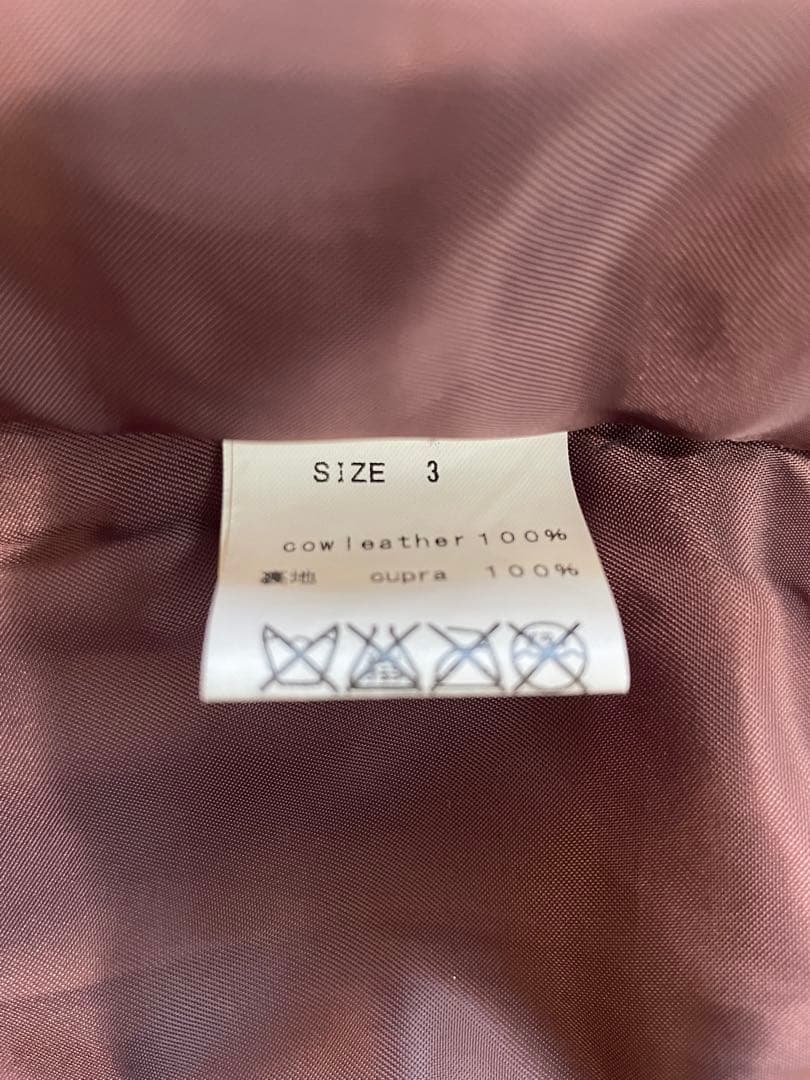 SIZE 3
cow leather 100%
裏地 cupra 100%